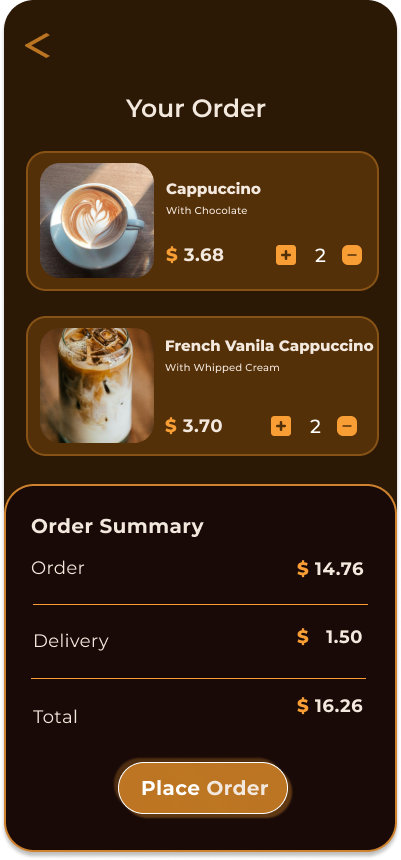 Your Order
Cappuccino
With Chocolate
$ 3.68
2
French Vanila Cappuccino
With Whipped Cream
$ 3.70
2
Order Summary
Order $ 14.76
Delivery $ 1.50
Total $ 16.26
Place Order